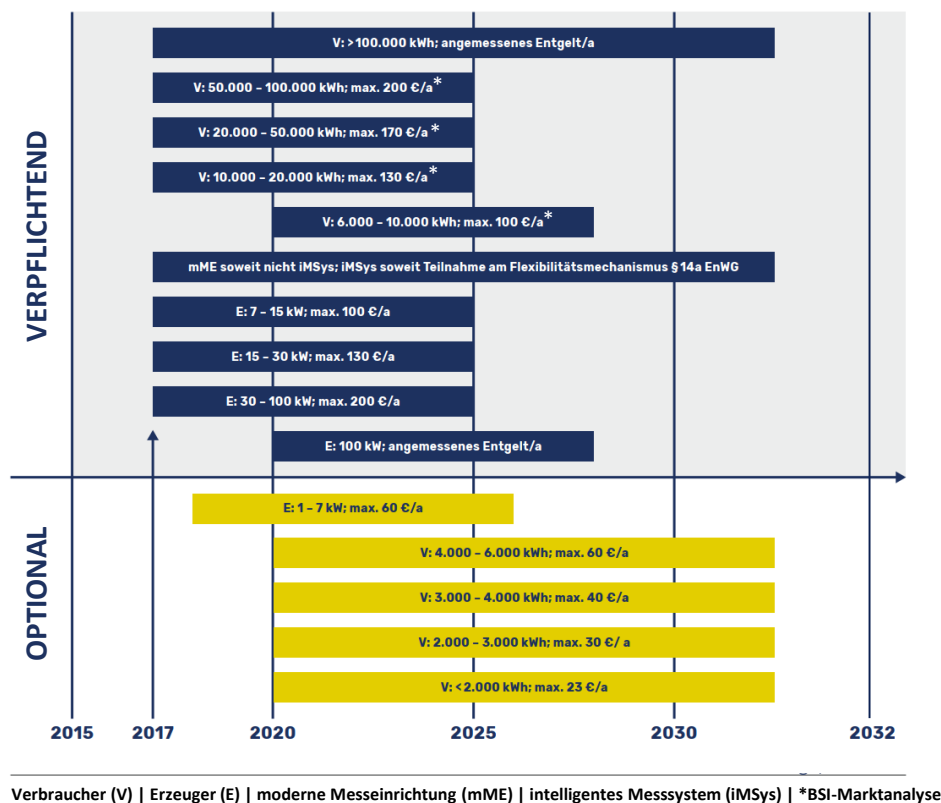 VERPFLICHTEND
V: >100.000 kWh; angemessenes Entgelt/a
V: 50.000 – 100.000 kWh; max. 200 €/a*
V: 20.000 – 50.000 kWh; max. 170 €/a*
V: 10.000 – 20.000 kWh; max. 130 €/a*
V: 6.000 – 10.000 kWh; max. 100 €/a*
mME soweit nicht iMSys; iMSys soweit Teilnahme am Flexibilitätsmechanismus § 14a EnWG
E: 7 – 15 kW; max. 100 €/a
E: 15 – 30 kW; max. 130 €/a
E: 30 – 100 kW; max. 200 €/a
E: 100 kW; angemessenes Entgelt/a
OPTIONAL
E: 1 – 7 kW; max. 60 €/a
V: 4.000 – 6.000 kWh; max. 60 €/a
V: 3.000 – 4.000 kWh; max. 40 €/a
V: 2.000 – 3.000 kWh; max. 30 €/ a
V: <2.000 kWh; max. 23 €/a
2015 2017 2020 2025 2030 2032
Verbraucher (V) | Erzeuger (E) | moderne Messeinrichtung (mME) | intelligentes Messsystem (iMSys) | *BSI-Marktanalyse